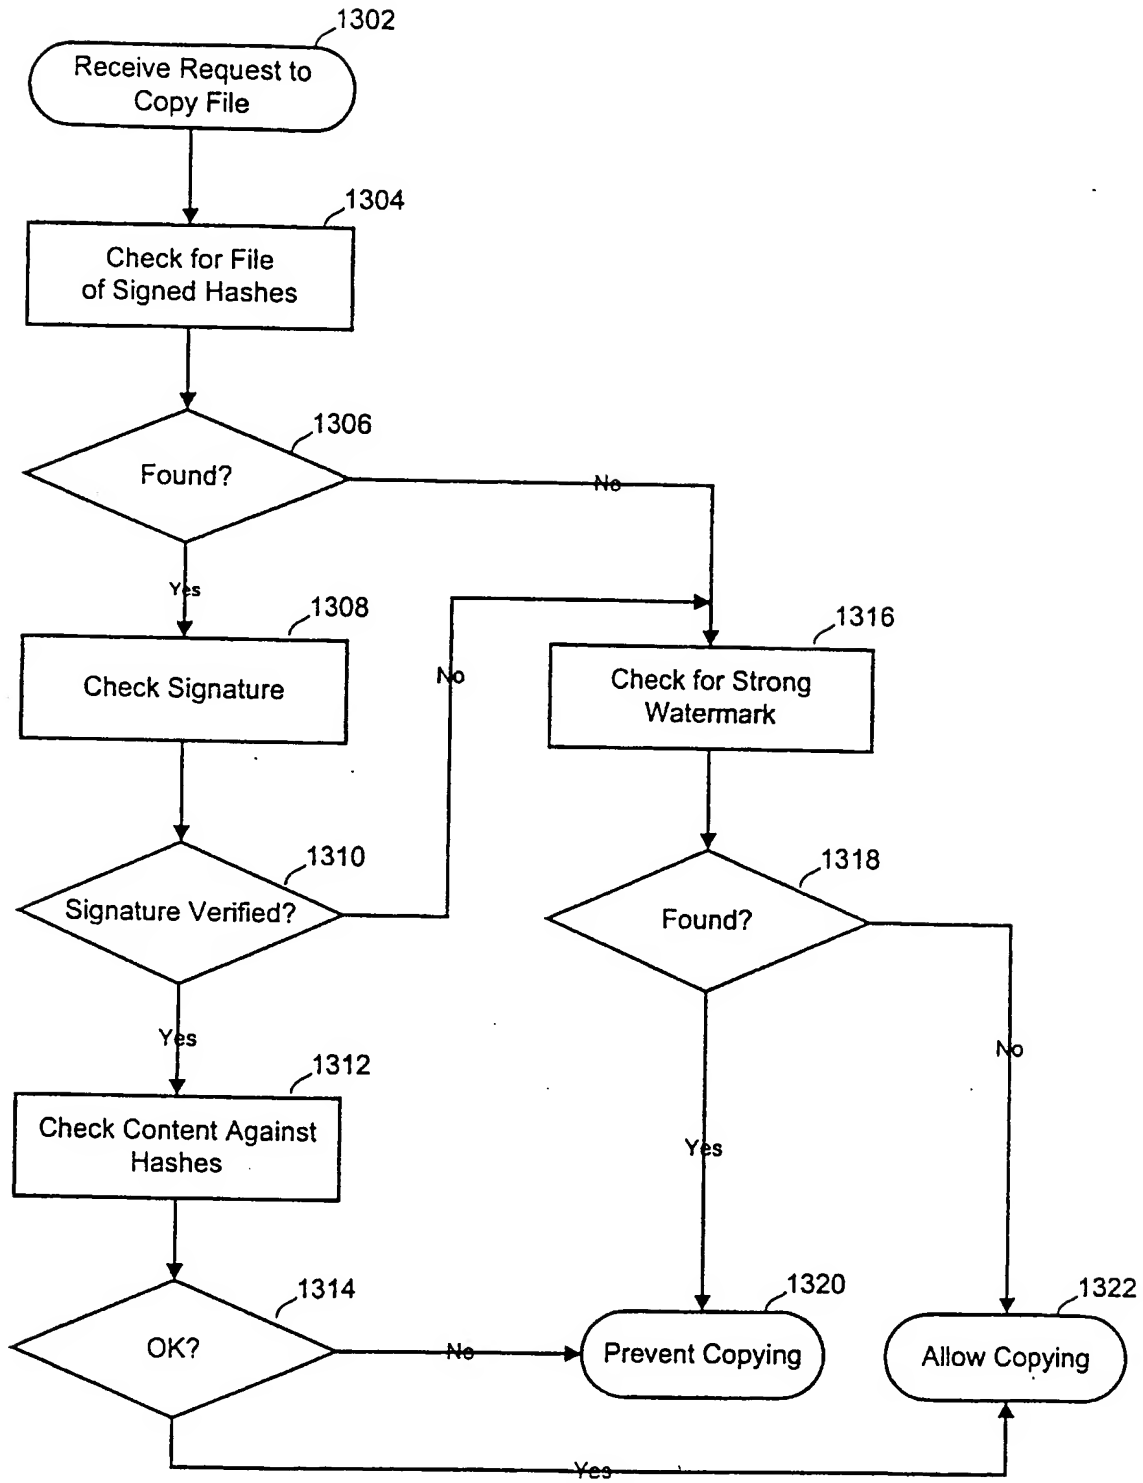 1302
Receive Request to
Copy File
1304
Check for File
of Signed Hashes
1306
Found?
No
Yes
1308
Check Signature
No
1316
Check for Strong
Watermark
1310
Signature Verified?
1318
Found?
Yes
No
1312
Check Content Against
Hashes
Yes
1314
OK?
No
1320
Prevent Copying
1322
Allow Copying
Yes